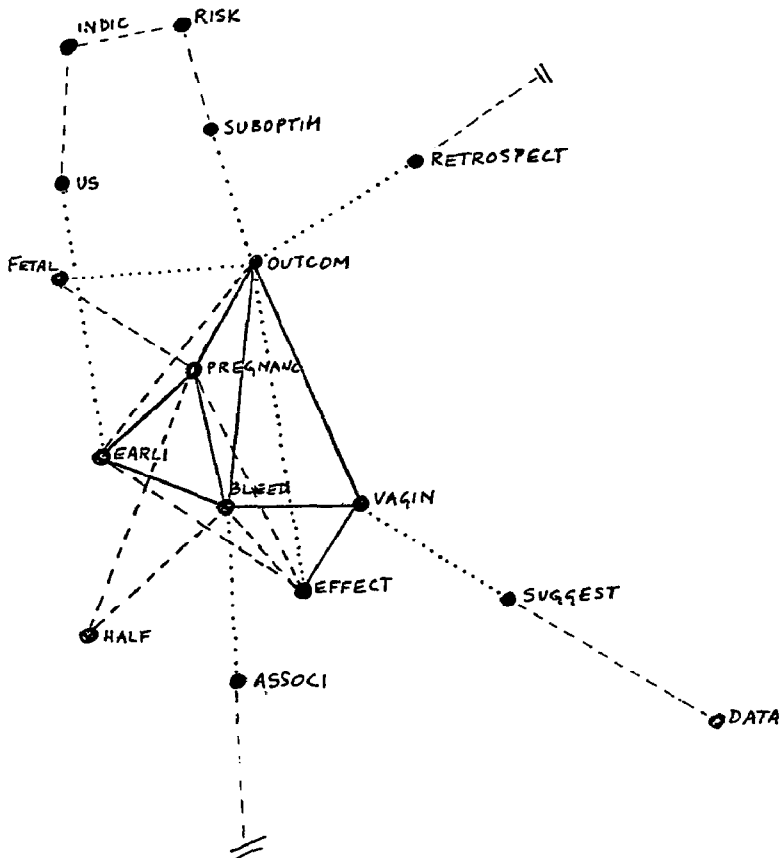 INDIC
RISK
SUBOPTIM
RETROSPECT
US
FETAL
OUTCOM
PREGNANC
EARLI
BLEED
VAGIN
EFFECT
SUGGEST
HALF
ASSOCI
DATA